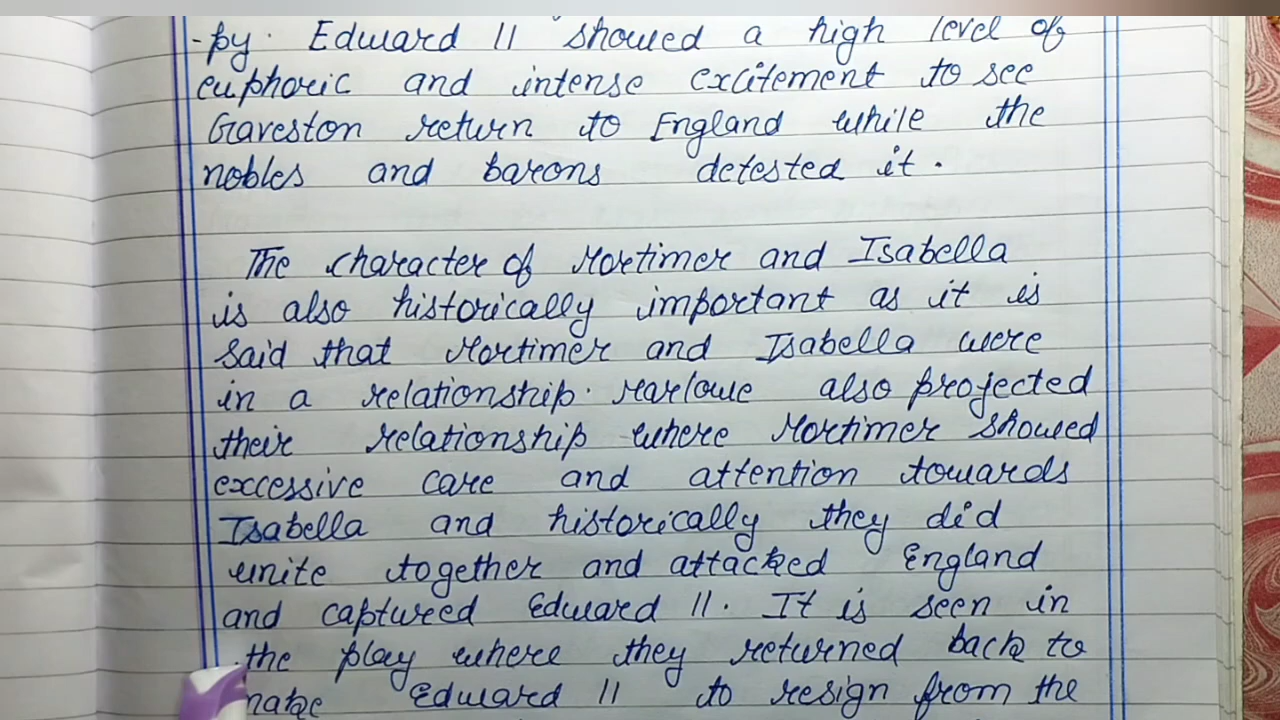 -py. Edward II showed a high level of
euphoric and intense excitement to see
Gaveston return to England while the
nobles and barons detested it.
The character of Mortimer and Isabella
is also historically important as it is
said that Mortimer and Isabella were
in a relationship. Marlowe also projected
their relationship where Mortimer showed
excessive care and attention towards
Isabella and historically they did
unite together and attacked England
and captured Edward II. It is seen in
the play where they returned back to
make Edward II to resign from the